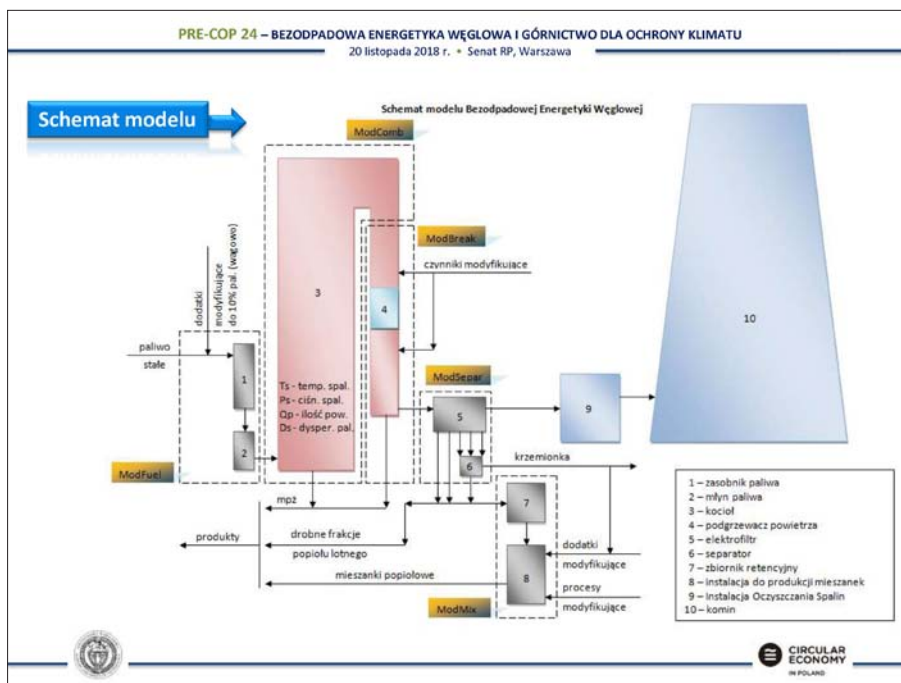 PRE-COP 24 – BEZODPADOWA ENERGETYKA WĘGLOWA I GÓRNICTWO DLA OCHRONY KLIMATU
20 listopada 2018 r. • Senat RP, Warszawa
Schemat modelu
Schemat modelu Bezodpadowej Energetyki Węglowej
ModComb
ModBreak
czynniki modyfikujące
dodatki
modyfikujące
do 10% pal. (wagowo)
3
4
10
paliwo
stałe
1
2
ModFuel
Ts - temp. spal.
Ps - ciśn. spal.
Qp - ilość pow.
Ds - dysper. pal.
ModSepar
5
9
6
krzemionka
mpż
7
produkty
drobne frakcje
popiołu lotnego
dodatki
modyfikujące
8
mieszanki popiołowe
procesy
modyfikujące
ModMix
1 – zasobnik paliwa
2 – młyn paliwa
3 – kocioł
4 – podgrzewacz powietrza
5 – elektrofiltr
6 – separator
7 – zbiornik retencyjny
8 – instalacja do produkcji mieszanek
9 – Instalacja Oczyszczania Spalin
10 – komin
CIRCULAR
ECONOMY
IN POLAND